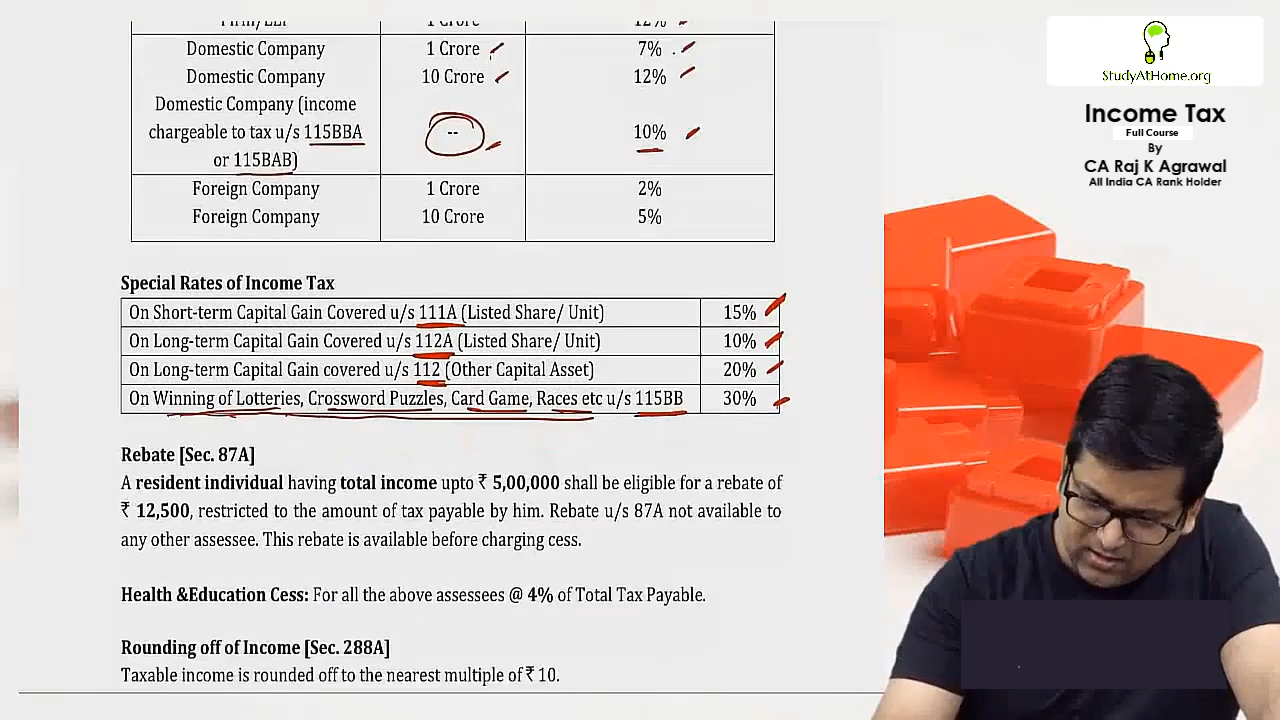 Firm/LLP 1 Crore 12%
Domestic Company 1 Crore 7%
Domestic Company 10 Crore 12%
Domestic Company (income
chargeable to tax u/s 115BBA
or 115BAB) -- 10%
Foreign Company 1 Crore 2%
Foreign Company 10 Crore 5%
Special Rates of Income Tax
On Short-term Capital Gain Covered u/s 111A (Listed Share/ Unit) 15%
On Long-term Capital Gain Covered u/s 112A (Listed Share/ Unit) 10%
On Long-term Capital Gain covered u/s 112 (Other Capital Asset) 20%
On Winning of Lotteries, Crossword Puzzles, Card Game, Races etc u/s 115BB 30%
Rebate [Sec. 87A]
A resident individual having total income upto ₹ 5,00,000 shall be eligible for a rebate of
₹ 12,500, restricted to the amount of tax payable by him. Rebate u/s 87A not available to
any other assessee. This rebate is available before charging cess.
Health &Education Cess: For all the above assessees @ 4% of Total Tax Payable.
Rounding off of Income [Sec. 288A]
Taxable income is rounded off to the nearest multiple of ₹ 10.
StudyAtHome.org
Income Tax
Full Course
By
CA Raj K Agrawal
All India CA Rank Holder